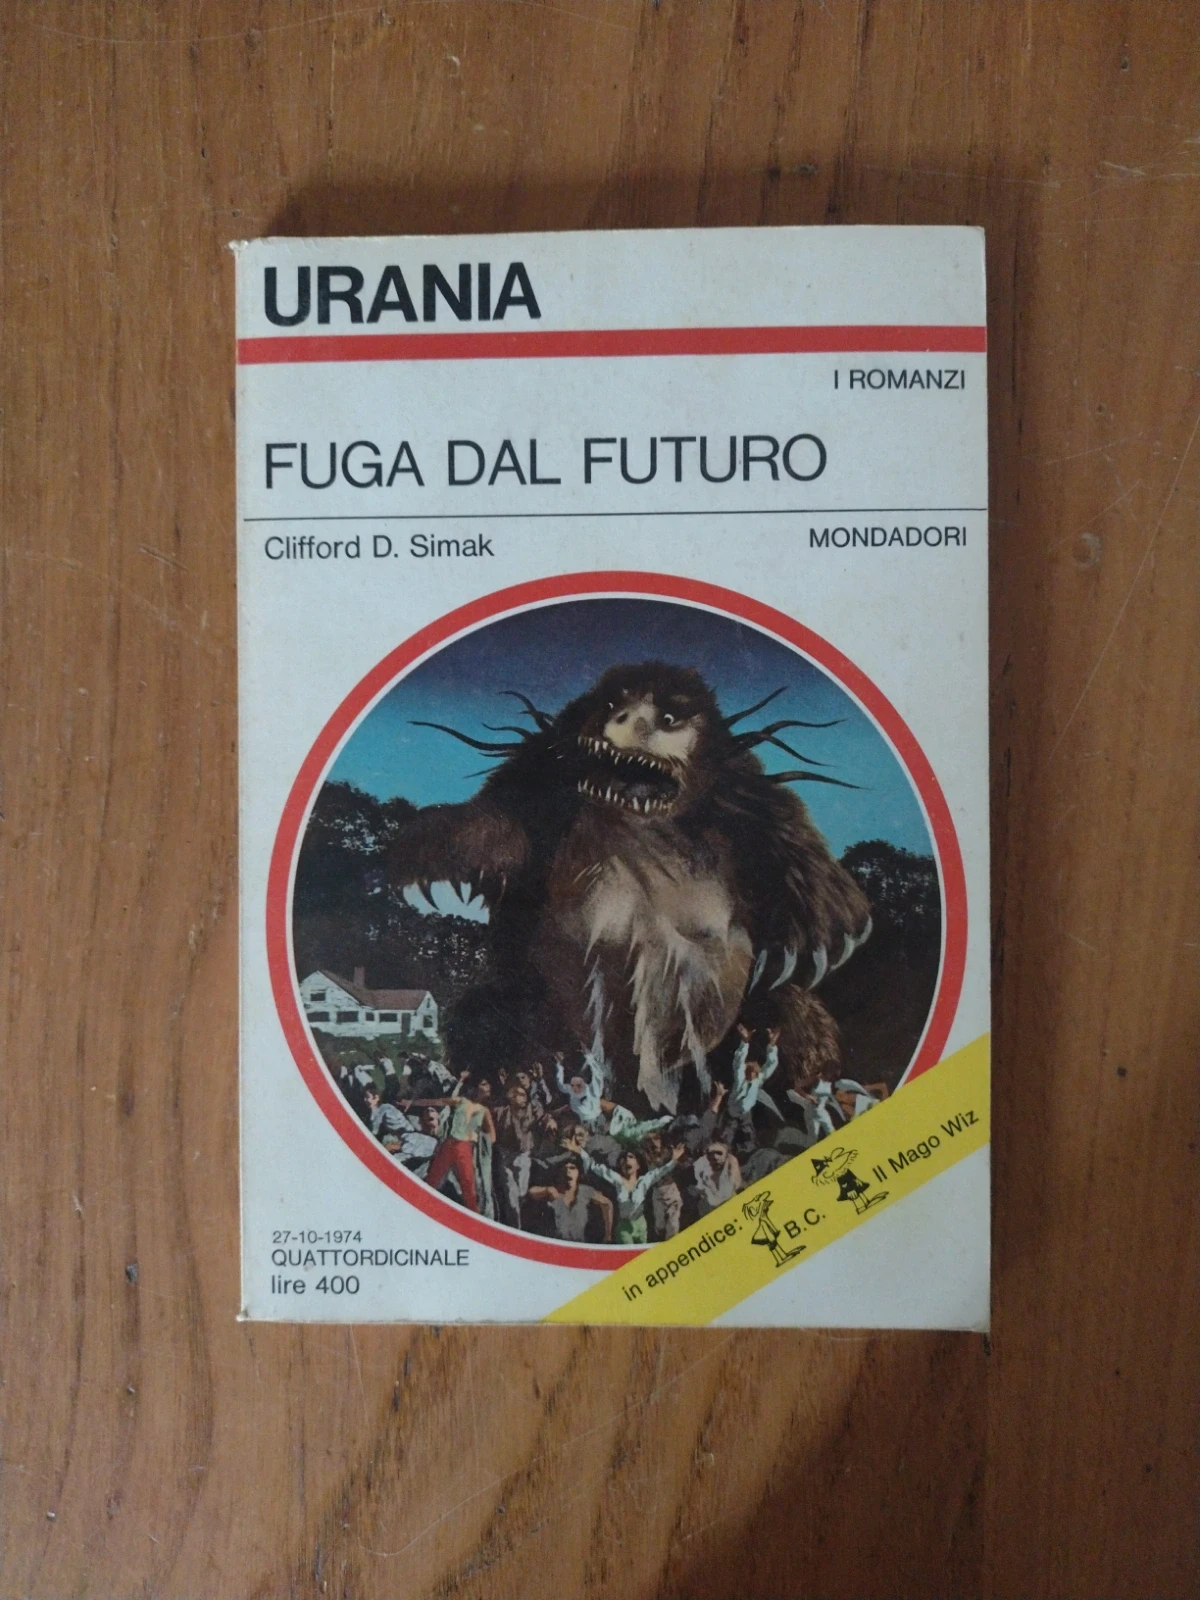 URANIA
I ROMANZI
FUGA DAL FUTURO
Clifford D. Simak
MONDADORI
27-10-1974
QUATTORDICINALE
lire 400
in appendice: B.C. Il Mago Wiz